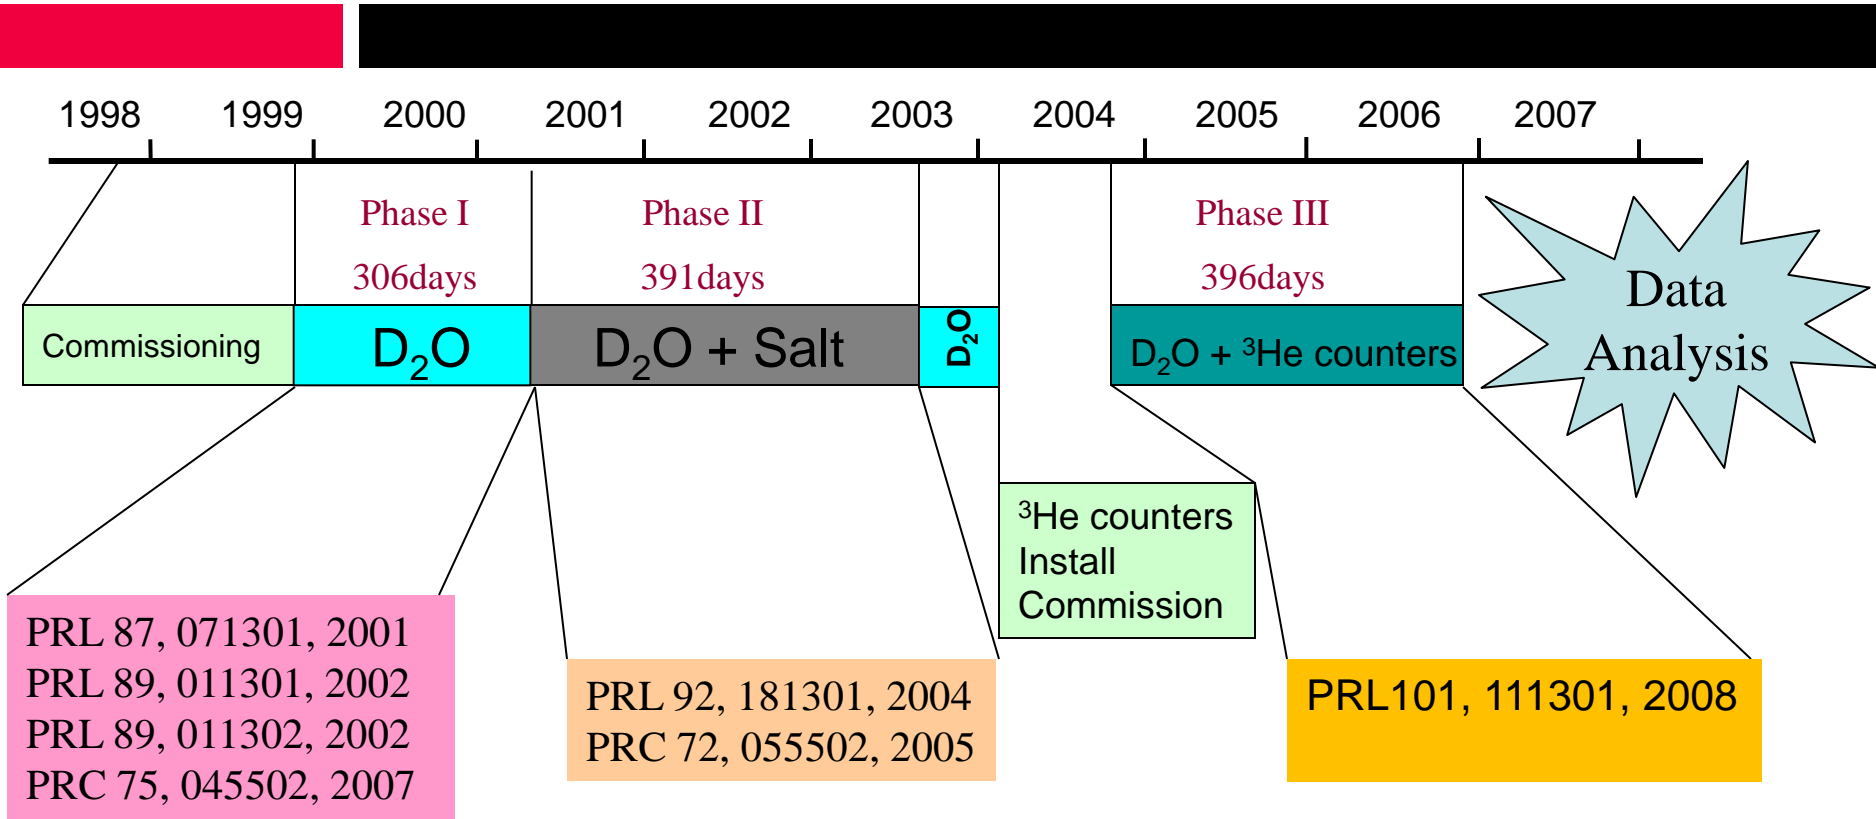 1998 1999 2000 2001 2002 2003 2004 2005 2006 2007
Phase I
306days
Phase II
391days
Phase III
396days
Commissioning
D₂O
D₂O + Salt
D₂O
D₂O + ³He counters
Data
Analysis
³He counters
Install
Commission
PRL 87, 071301, 2001
PRL 89, 011301, 2002
PRL 89, 011302, 2002
PRC 75, 045502, 2007
PRL 92, 181301, 2004
PRC 72, 055502, 2005
PRL101, 111301, 2008